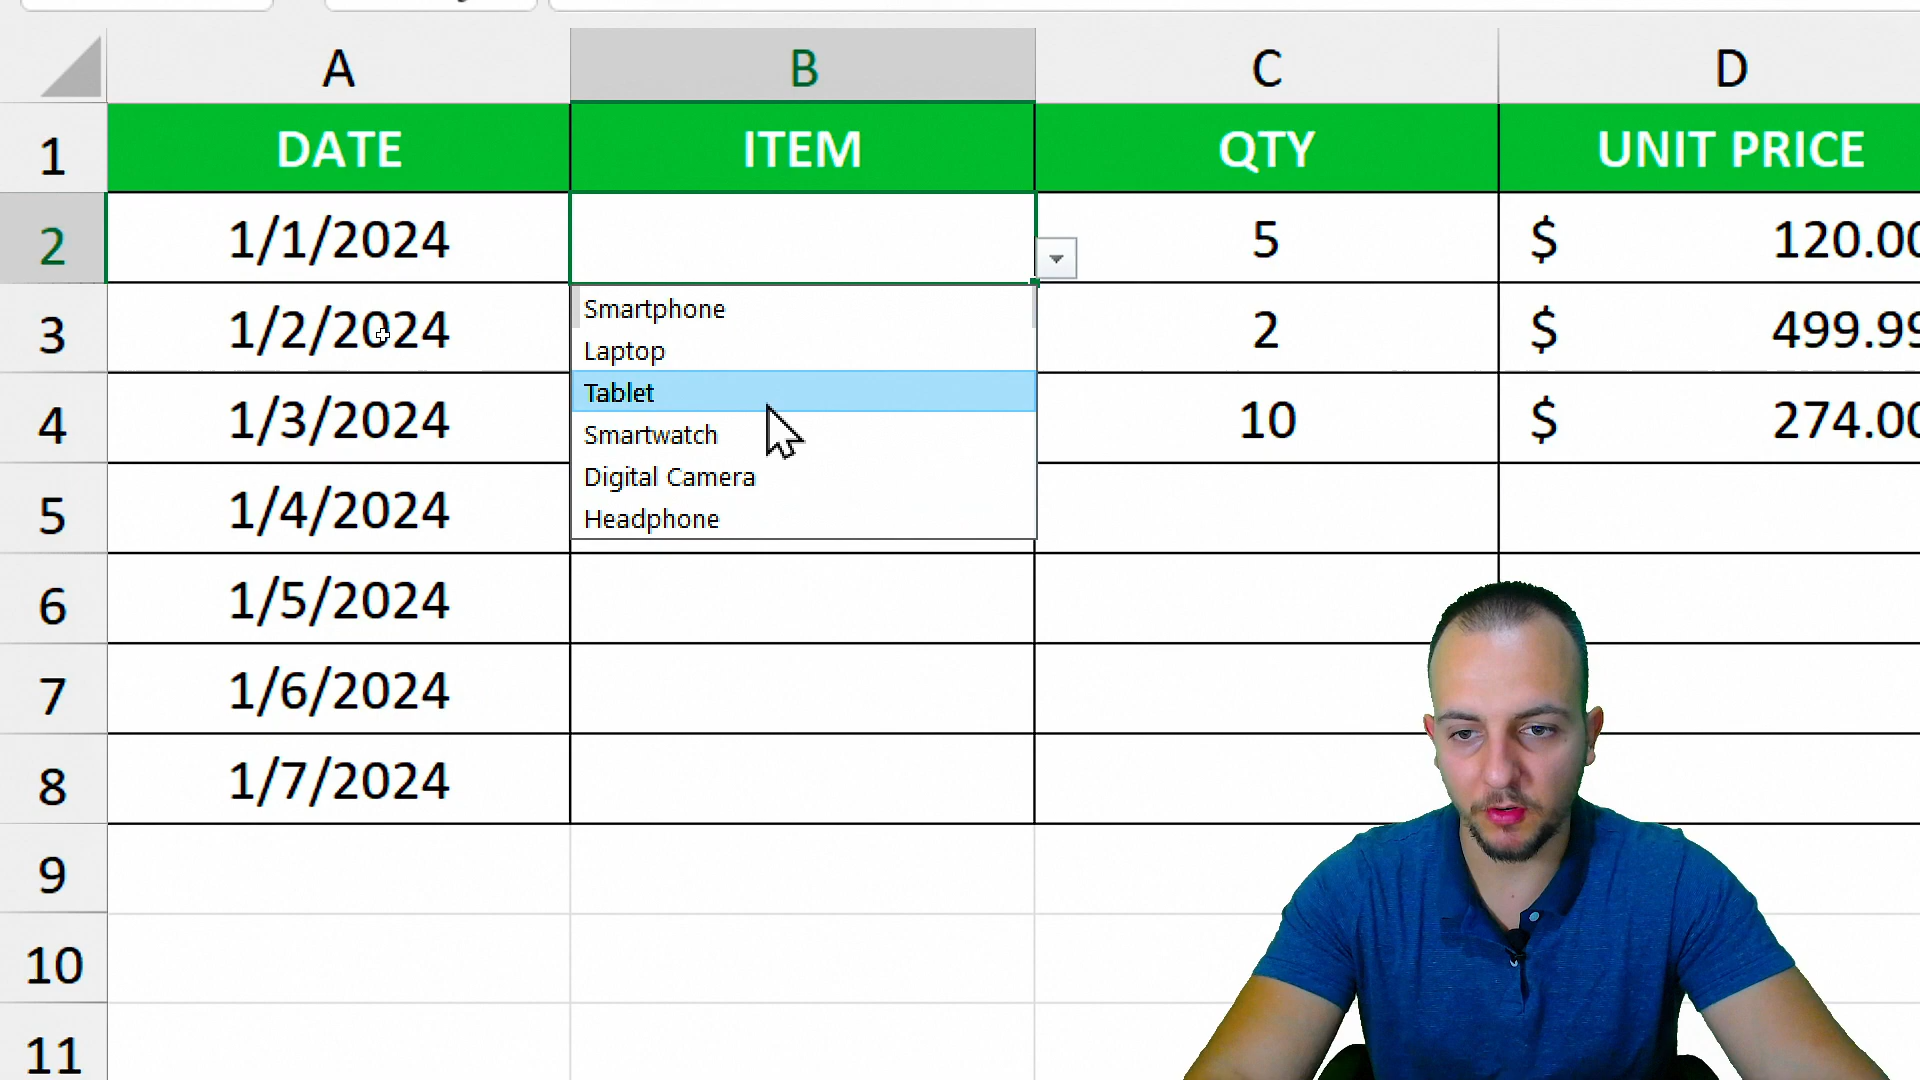 A B C D
1 DATE ITEM QTY UNIT PRICE
2 1/1/2024 5 $ 120.00
Smartphone
3 1/2/2024 2 $ 499.99
Laptop
Tablet
4 1/3/2024 10 $ 274.00
Smartwatch
Digital Camera
5 1/4/2024
Headphone
6 1/5/2024
7 1/6/2024
8 1/7/2024
9
10
11